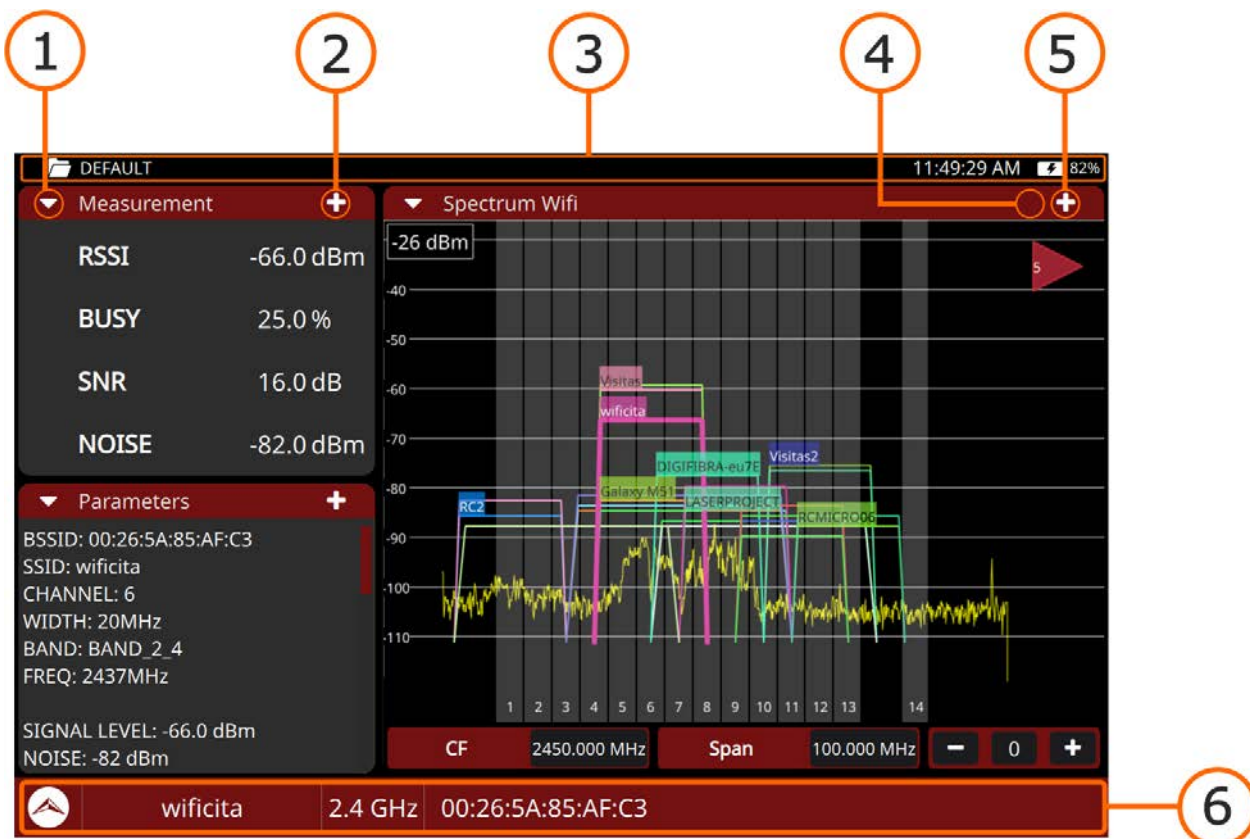 1 2 3 4 5
DEFAULT 11:49:29 AM 82%
Measurement
RSSI -66.0 dBm
BUSY 25.0 %
SNR 16.0 dB
NOISE -82.0 dBm
Parameters
BSSID: 00:26:5A:85:AF:C3
SSID: wificita
CHANNEL: 6
WIDTH: 20MHz
BAND: BAND_2_4
FREQ: 2437MHz
SIGNAL LEVEL: -66.0 dBm
NOISE: -82 dBm
Spectrum Wifi
-26 dBm
5
-40
-50
-60
-70
-80
-90
-100
-110
Visitas
wificita
DIGIFIBRA-eu7E
Visitas2
Galaxy M51
LASERPROJECT
RC2
RCMICRO06
1 2 3 4 5 6 7 8 9 10 11 12 13 14
CF 2450.000 MHz Span 100.000 MHz - 0 +
wificita 2.4 GHz 00:26:5A:85:AF:C3
6